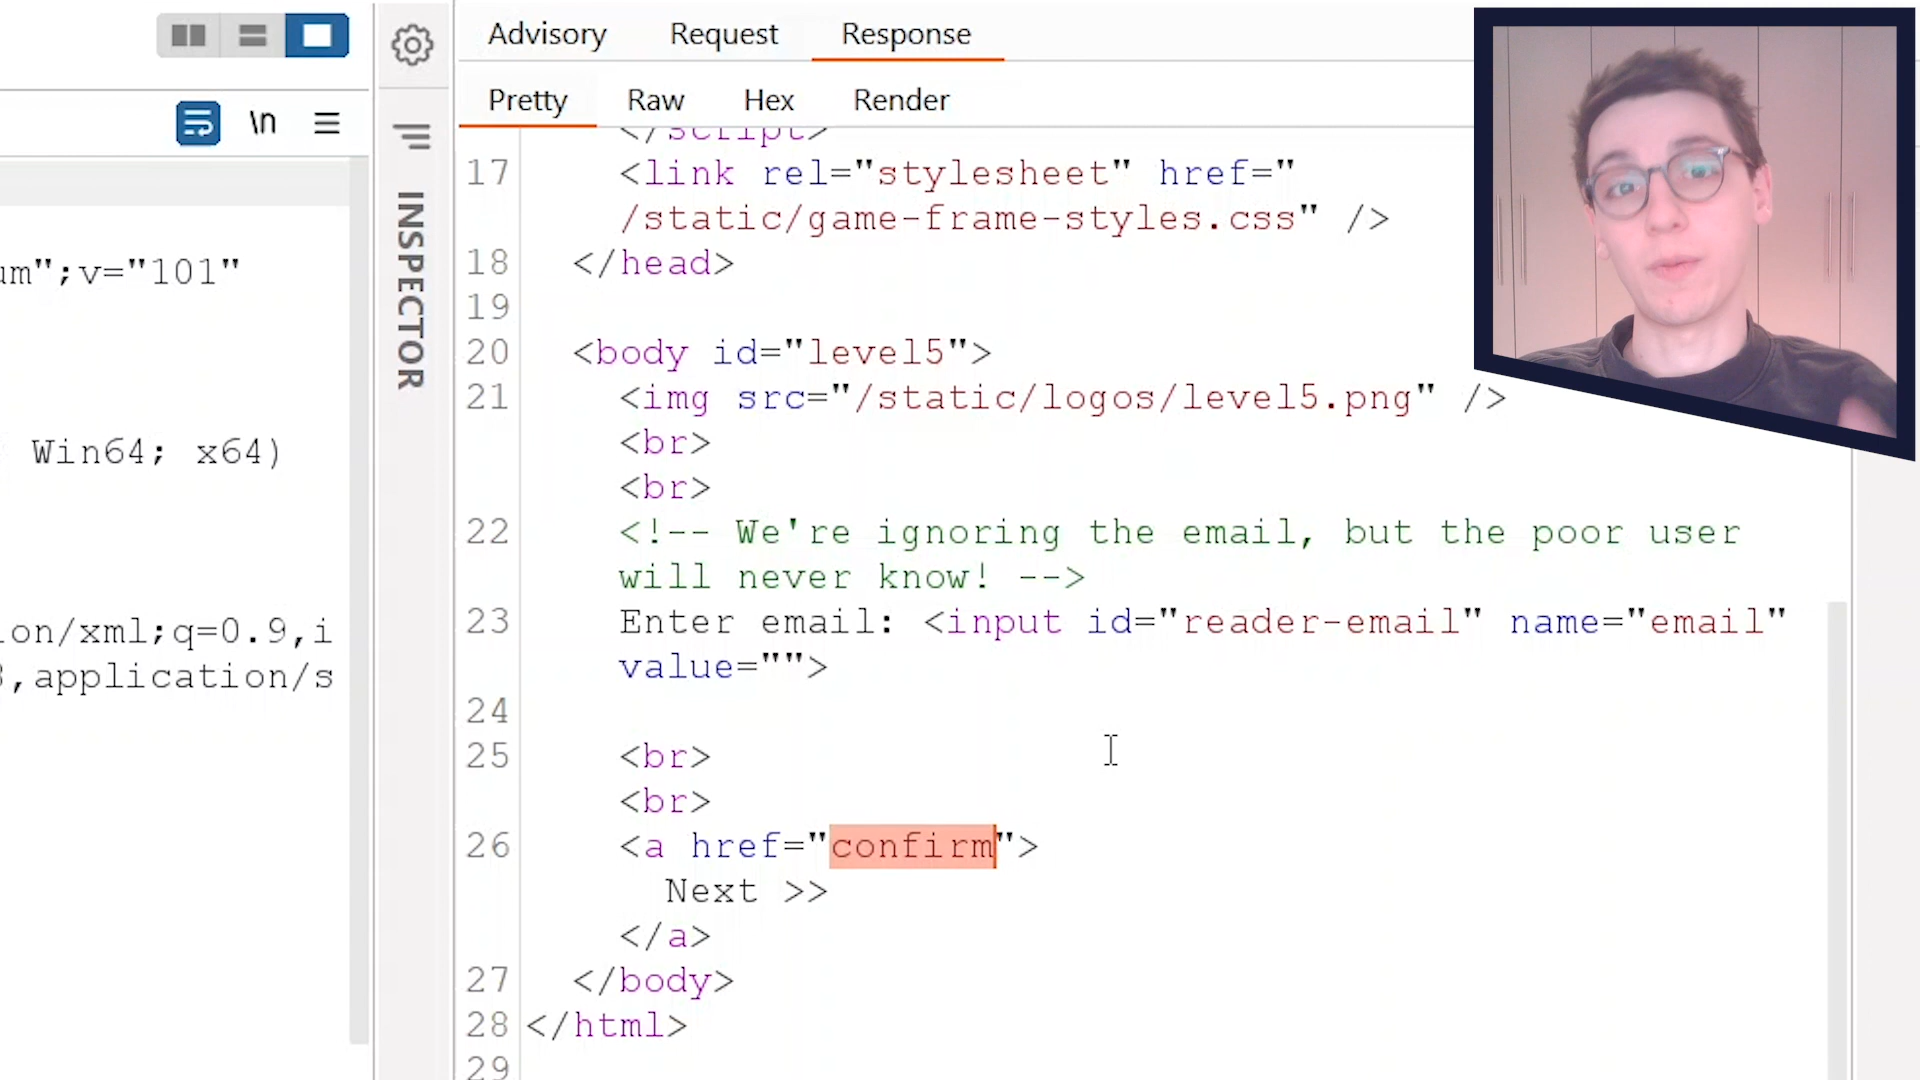 Advisory Request Response
Pretty Raw Hex Render
\n
INSPECTOR
um";v="101"
Win64; x64)
ion/xml;q=0.9,i
,application/s
</script>
17 <link rel="stylesheet" href="
/static/game-frame-styles.css" />
18 </head>
19
20 <body id="level5">
21 <img src="/static/logos/level5.png" />
<br>
<br>
22 <!-- We're ignoring the email, but the poor user
will never know! -->
23 Enter email: <input id="reader-email" name="email"
value="">
24
25 <br>
<br>
26 <a href="confirm">
Next >>
</a>
27 </body>
28 </html>
29